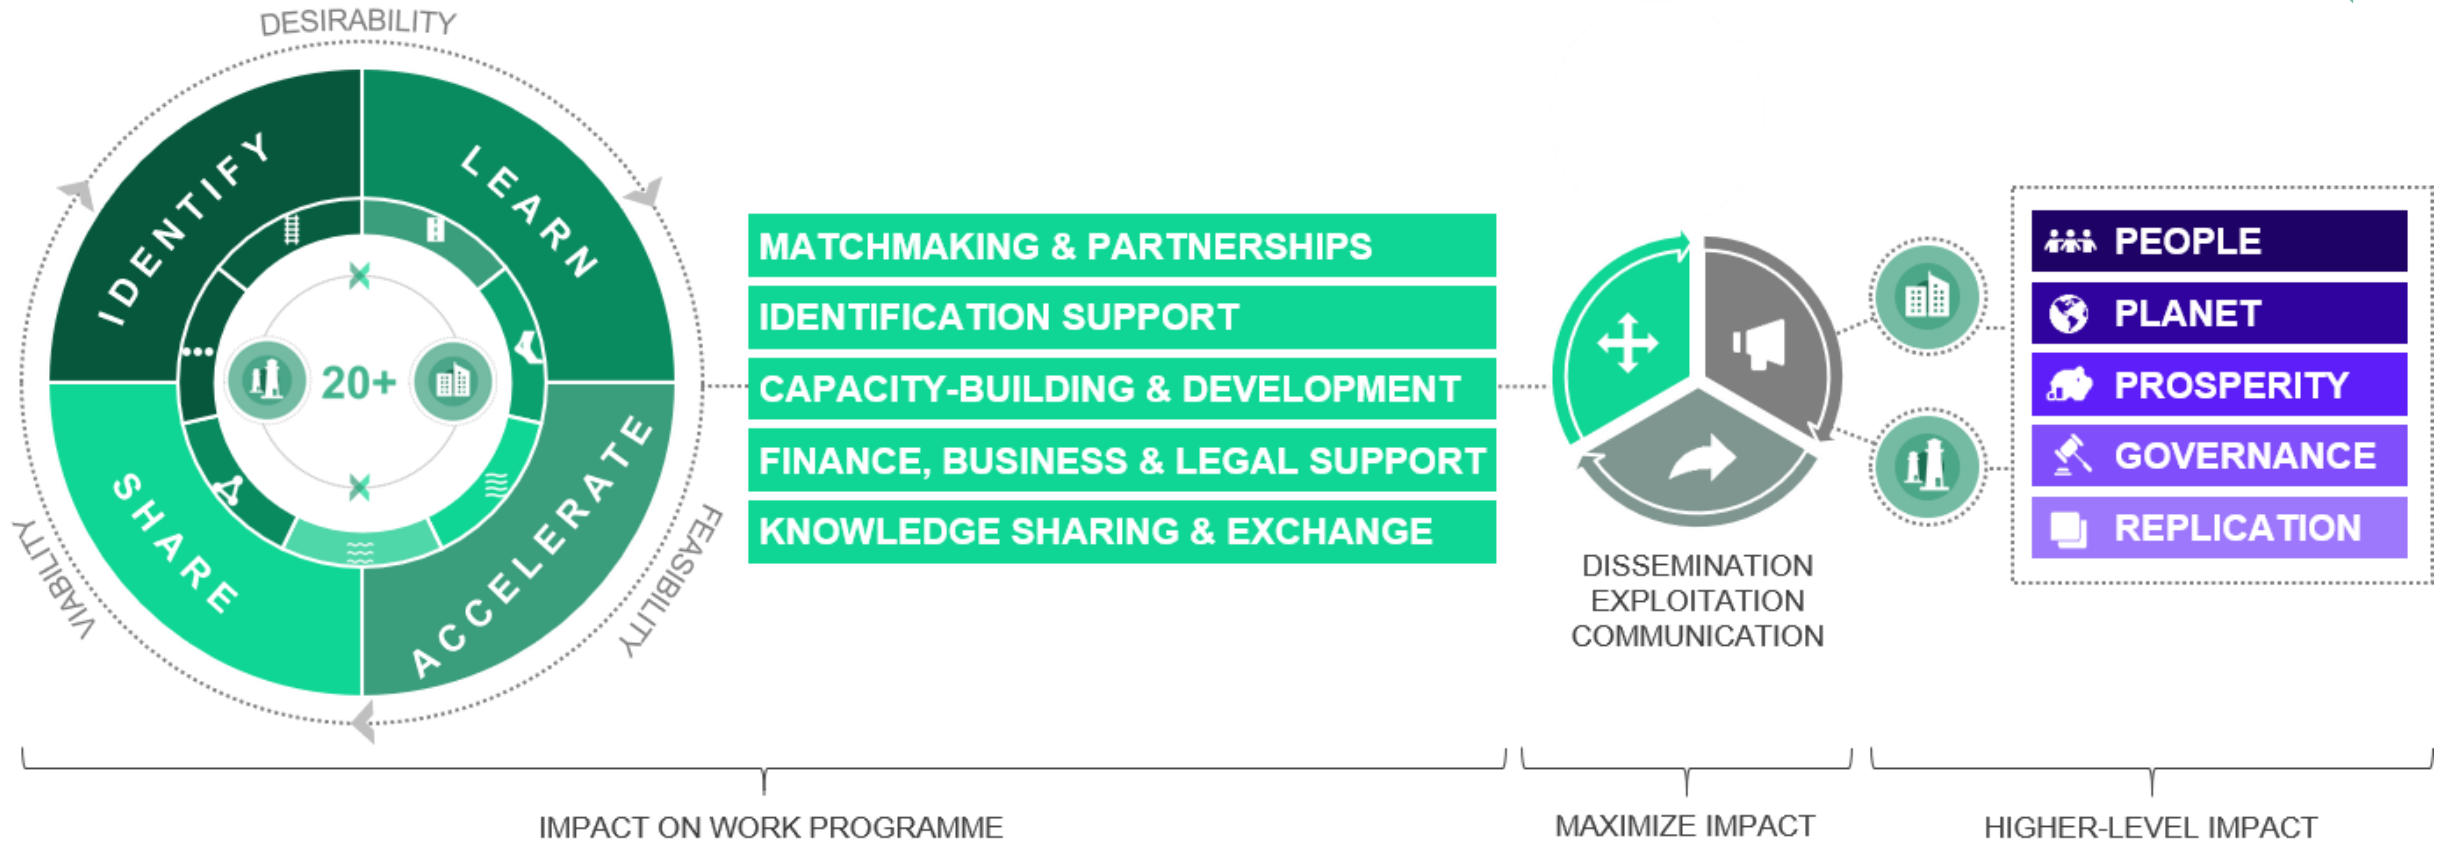 DESIRABILITY
IDENTIFY
LEARN
20+
SHARE
ACCELERATE
VIABILITY
FEASIBILITY
MATCHMAKING & PARTNERSHIPS
IDENTIFICATION SUPPORT
CAPACITY-BUILDING & DEVELOPMENT
FINANCE, BUSINESS & LEGAL SUPPORT
KNOWLEDGE SHARING & EXCHANGE
DISSEMINATION
EXPLOITATION
COMMUNICATION
PEOPLE
PLANET
PROSPERITY
GOVERNANCE
REPLICATION
IMPACT ON WORK PROGRAMME
MAXIMIZE IMPACT
HIGHER-LEVEL IMPACT